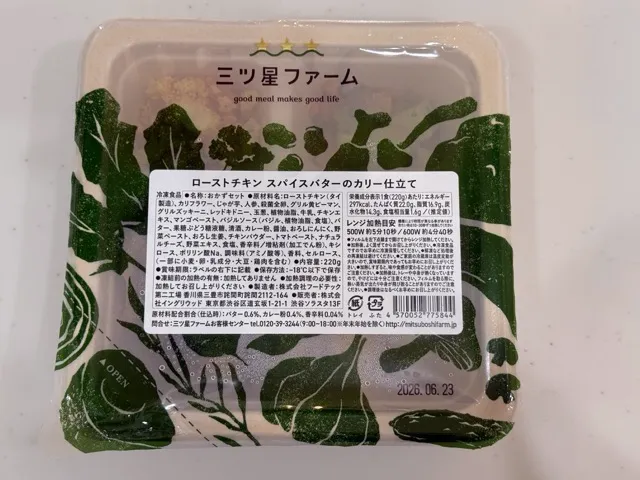 三ツ星ファーム
good meal makes good life
ローストチキン スパイスバターのカリー仕立て
冷凍食品 ●名称:おかずセット ●原材料名:ローストチキン(タイ
製造)、カリフラワー、じゃが芋、人参、殺菌全卵、グリル黄ピーマン、
グリルズッキーニ、レッドキドニー、玉葱、植物油脂、牛乳、チキンエ
キス、マンゴーペースト、バジルソース(バジル、植物油脂、食塩)、バ
ター、果糖ぶどう糖液糖、清酒、カレー粉、醤油、おろしにんにく、野
菜ペースト、おろし生姜、チキンパウダー、トマトペースト、ナチュラ
ルチーズ、野菜エキス、食塩、香辛料/増粘剤(加工でん粉)、キシ
ロース、ポリリジン酸Na、調味料(アミノ酸等)、香料、セルロース、
(一部に小麦・卵・乳成分・大豆・鶏肉を含む) ●内容量:220g
●賞味期限:ラベルの右下に記載 ●保存方法:-18℃以下で保存
●凍結前の加熱の有無:加熱してありません ●加熱調理の必要性:
加熱してお召し上がりください ●製造者:株式会社フードテック
第二工場 香川県三豊市詫間町詫間2112-164 ●販売者:株式会
社イングリウッド 東京都渋谷区道玄坂1-21-1 渋谷ソラスタ13F
原材料配合割合(仕込時):バター0.6%、カレー粉0.4%、香辛料0.04%
問合せ:三ツ星ファームお客様センター tel.0120-39-3244(9:00~18:00※年末年始を除く)http://mitsuboshifarm.jp
栄養成分表示1食(220g)あたり:エネルギー
297kcal、たんぱく質22.0g、脂質16.9g、炭
水化物14.3g、食塩相当量1.6g (推定値)
レンジ加熱目安
500W 約5分10秒/600W 約4分40秒
紙
トレイ
プラ
ふた
4570052775844
OPEN
2026.06.23